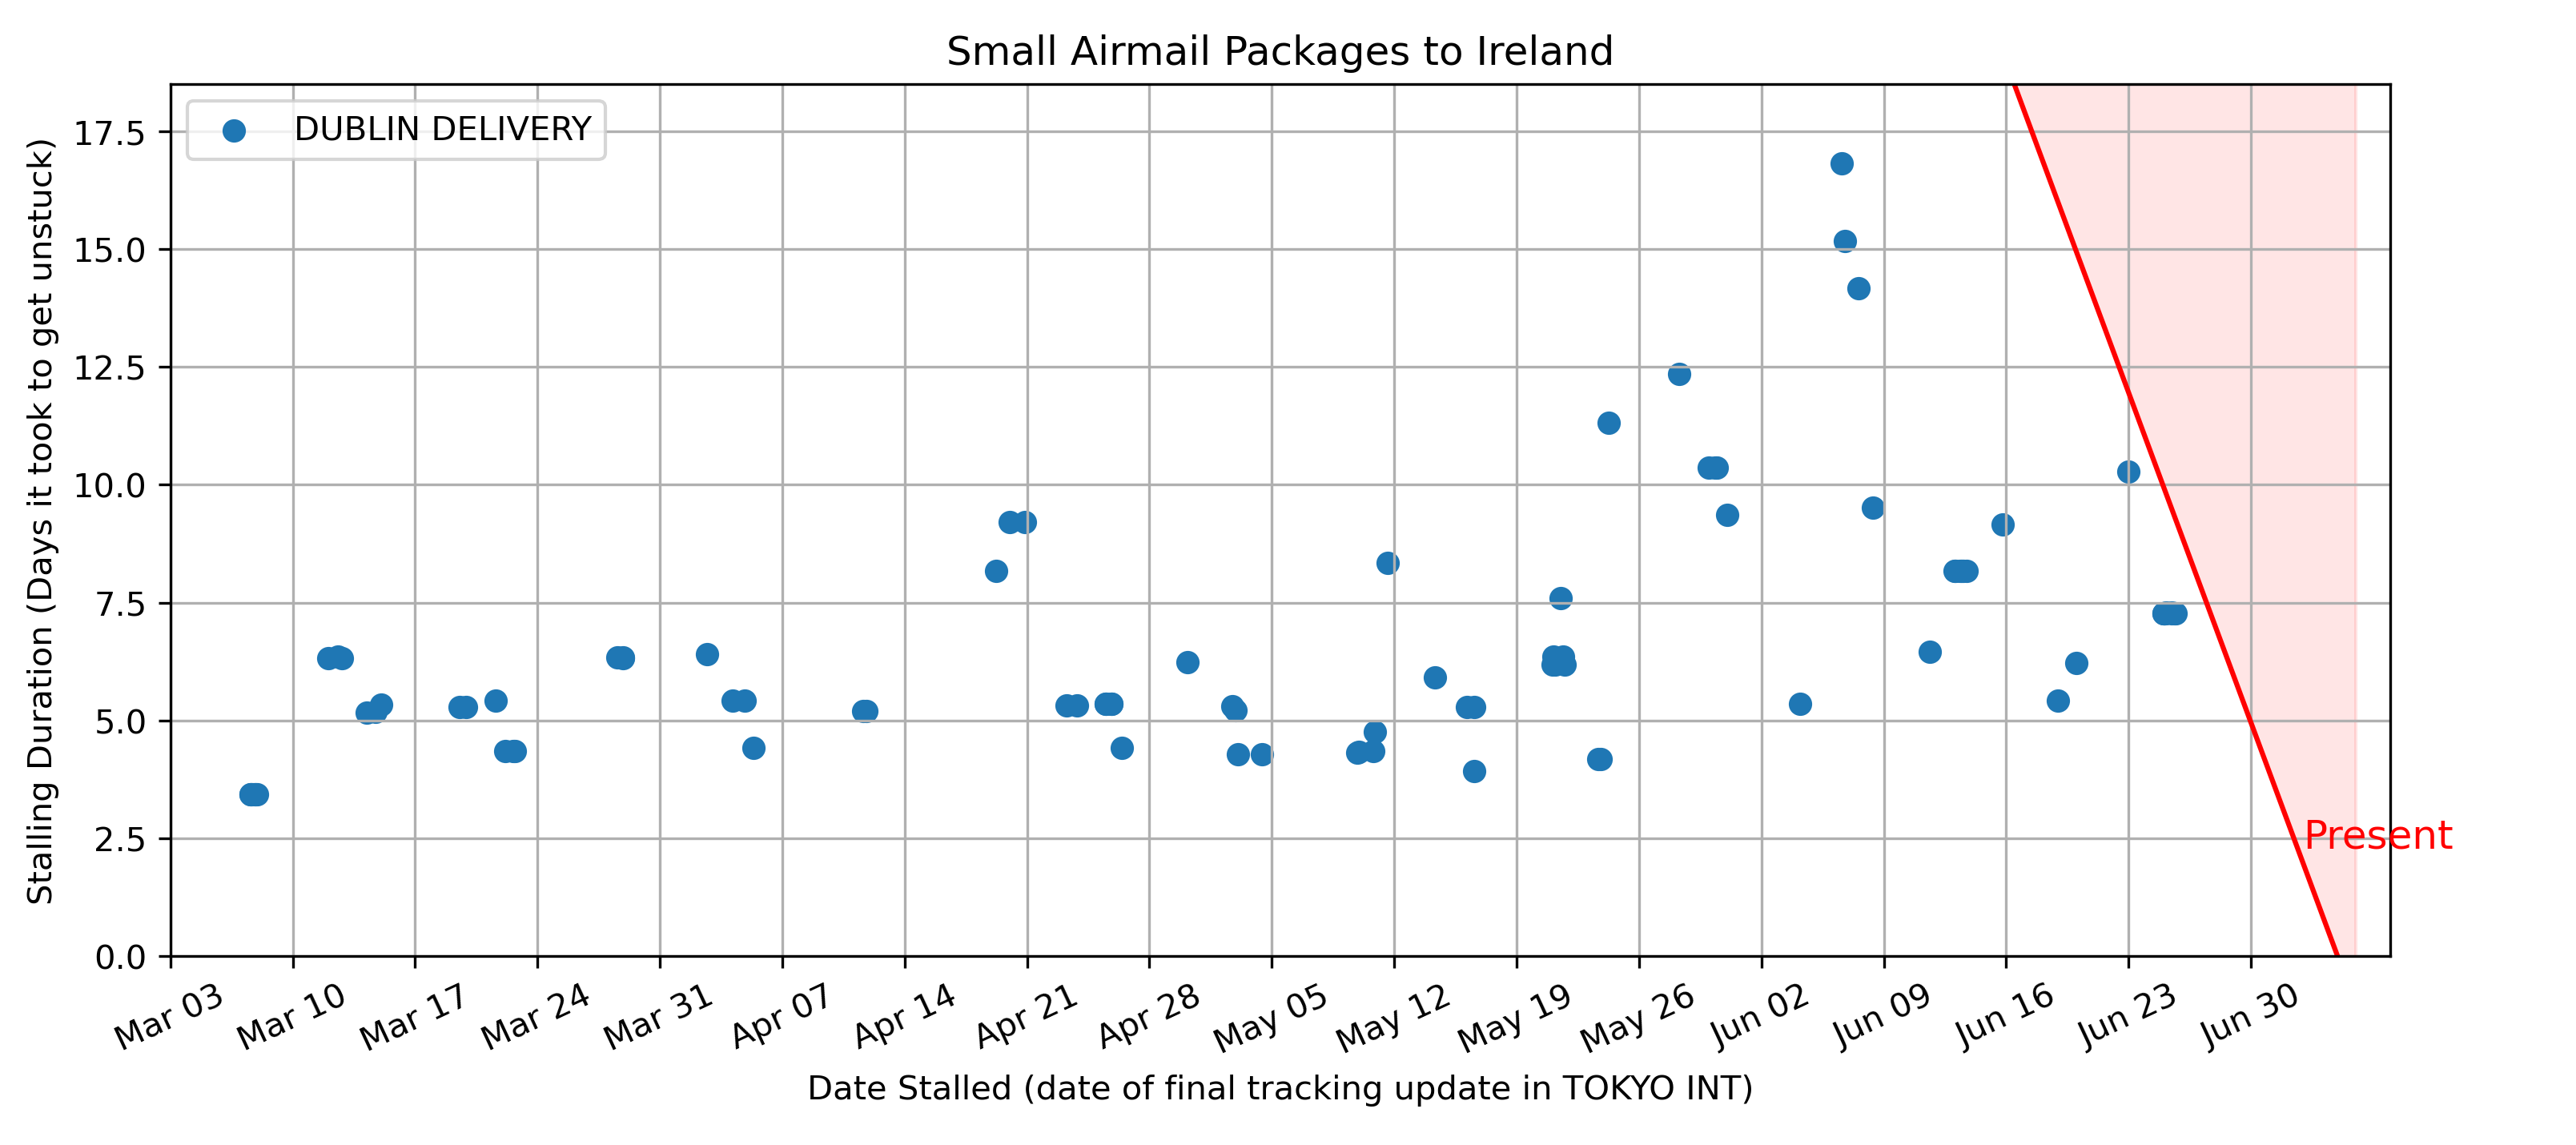 Small Airmail Packages to Ireland
DUBLIN DELIVERY
Stalling Duration (Days it took to get unstuck)
17.5
15.0
12.5
10.0
7.5
5.0
2.5
0.0
Present
Mar 03
Mar 10
Mar 17
Mar 24
Mar 31
Apr 07
Apr 14
Apr 21
Apr 28
May 05
May 12
May 19
May 26
Jun 02
Jun 09
Jun 16
Jun 23
Jun 30
Date Stalled (date of final tracking update in TOKYO INT)